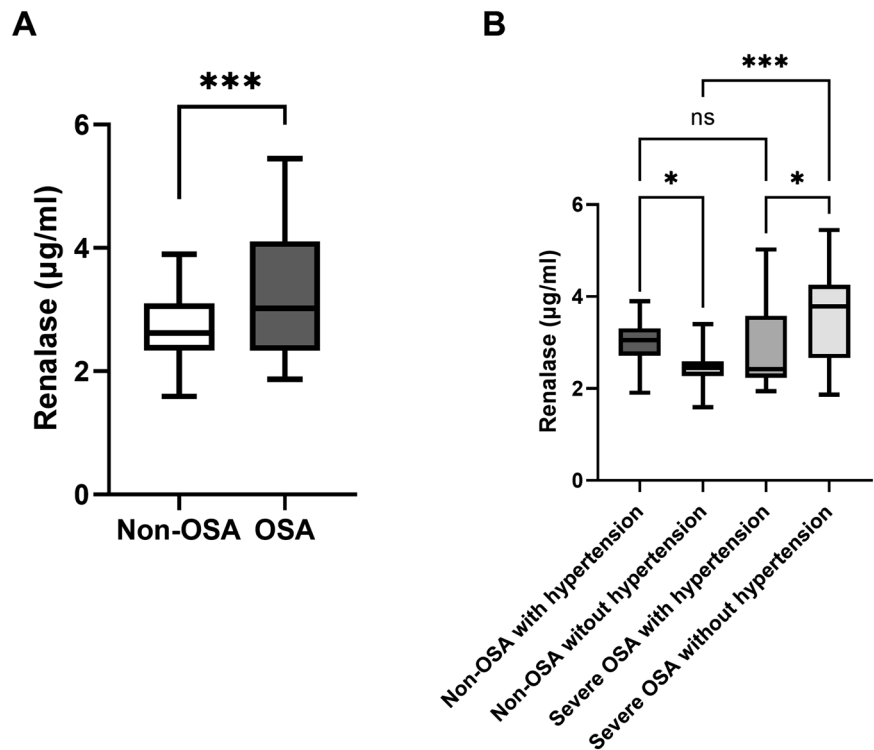 A
***
6
4
2
0
Renalase (µg/ml)
Non-OSA
OSA
B
***
ns
*
*
6
4
2
0
Renalase (µg/ml)
Non-OSA with hypertension
Non-OSA witout hypertension
Severe OSA with hypertension
Severe OSA without hypertension